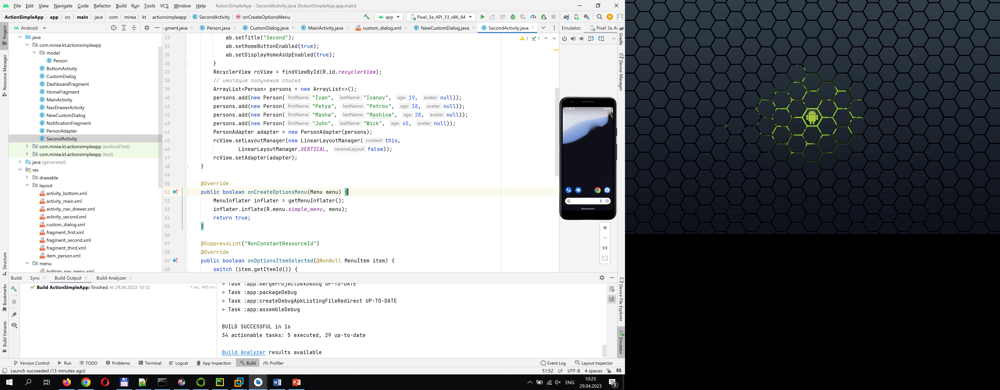 File Edit View Navigate Code Refactor Build Run Tools VCS Window Help ActionSimpleApp - SecondActivity.java [ActionSimpleApp.app.main]
ActionSimpleApp app src main java com mirea kt actionsimpleapp SecondActivity onCreateOptionsMenu app Pixel_3a_API_33_x86_64
Android
gment.java Person.java CustomDialog.java MainActivity.java custom_dialog.xml NewCustomDialog.java SecondActivity.java
Emulator: Pixel 3a AI
Project
Resource Manager
Structure
Bookmarks
Build Variants
java
com.mirea.kt.actionsimpleapp
model
Person
BottomActivity
CustomDialog
DashboardFragment
HomeFragment
MainActivity
NavDrawerActivity
NewCustomDialog
NotificationFragment
PersonAdapter
SecondActivity
com.mirea.kt.actionsimpleapp (androidTest)
com.mirea.kt.actionsimpleapp (test)
java (generated)
res
drawable
layout
activity_bottom.xml
activity_main.xml
activity_nav_drawer.xml
activity_second.xml
custom_dialog.xml
fragment_first.xml
fragment_second.xml
fragment_third.xml
item_person.xml
menu
bottom_nav_menu.xml
1 1
33 ab.setTitle("Second");
34 ab.setHomeButtonEnabled(true);
35 ab.setDisplayHomeAsUpEnabled(true);
36 }
37 RecyclerView rcView = findViewById(R.id.recyclerView);
38 // имитация получения списка
39 ArrayList<Person> persons = new ArrayList<>();
40 persons.add(new Person( firstName: "Ivan", lastName: "Ivanov", age: 19, avatar: null));
41 persons.add(new Person( firstName: "Petya", lastName: "Petrov", age: 18, avatar: null));
42 persons.add(new Person( firstName: "Masha", lastName: "Mashina", age: 28, avatar: null));
43 persons.add(new Person( firstName: "John", lastName: "Wick", age: 45, avatar: null));
44 PersonAdapter adapter = new PersonAdapter(persons);
45 rcView.setLayoutManager(new LinearLayoutManager( context: this,
46 LinearLayoutManager.VERTICAL, reverseLayout: false));
47 rcView.setAdapter(adapter);
48 }
49
50 @Override
51 public boolean onCreateOptionsMenu(Menu menu) {
52 MenuInflater inflater = getMenuInflater();
53 inflater.inflate(R.menu.simple_menu, menu);
54 return true;
55 }
56
57 @SuppressLint("NonConstantResourceId")
58 @Override
59 public boolean onOptionsItemSelected(@NonNull MenuItem item) {
60 switch (item.getItemId()) {
1:1
Gradle
Device Manager
Device File Explorer
Emulator
Build: Sync Build Output Build Analyzer
Build ActionSimpleApp: finished At 29.04.2023 10:12 1 sec, 449 ms
> Task :app:mergeProjectDexDebug UP-TO-DATE
> Task :app:packageDebug
> Task :app:createDebugApkListingFileRedirect UP-TO-DATE
> Task :app:assembleDebug
BUILD SUCCESSFUL in 1s
34 actionable tasks: 5 executed, 29 up-to-date
Build Analyzer results available
Version Control Run TODO Problems Terminal Logcat App Inspection Build Profiler Event Log Layout Inspector
Launch succeeded (13 minutes ago) 51:52 LF UTF-8 4 spaces
ENG 10:25
29.04.2023 3